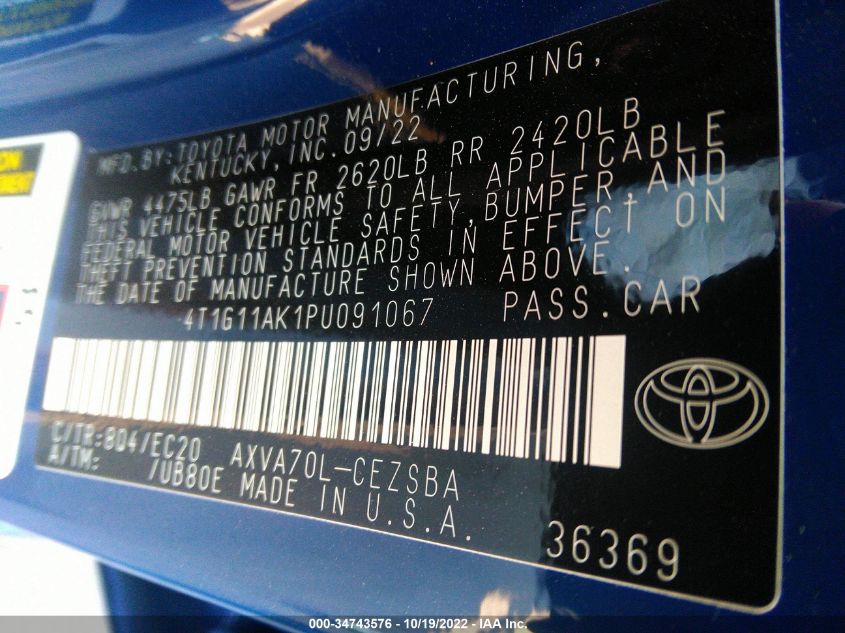 MFD.BY:TOYOTA MOTOR MANUFACTURING,
KENTUCKY, INC. 09/22
GVWR 4475LB GAWR FR 2620LB RR 2420LB
THIS VEHICLE CONFORMS TO ALL APPLICABLE
FEDERAL MOTOR VEHICLE SAFETY, BUMPER, AND
THEFT PREVENTION STANDARDS IN EFFECT ON
THE DATE OF MANUFACTURE SHOWN ABOVE.
4T1G11AK1PU091067 PASS.CAR
C/TR:8Q4/EC20 AXVA70L-CEZSBA
A/TM: /UB80E MADE IN U.S.A.
36369
000-34743576 - 10/19/2022 - IAA Inc.